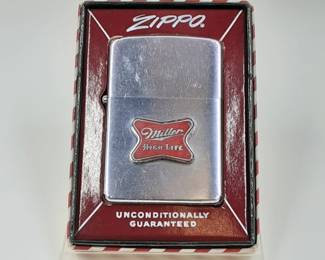 ZIPPO
Miller
HIGH LIFE
UNCONDITIONALLY
GUARANTEED